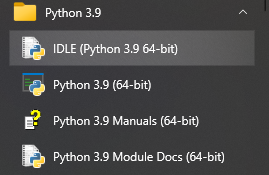 Python 3.9
IDLE (Python 3.9 64-bit)
Python 3.9 (64-bit)
Python 3.9 Manuals (64-bit)
Python 3.9 Module Docs (64-bit)